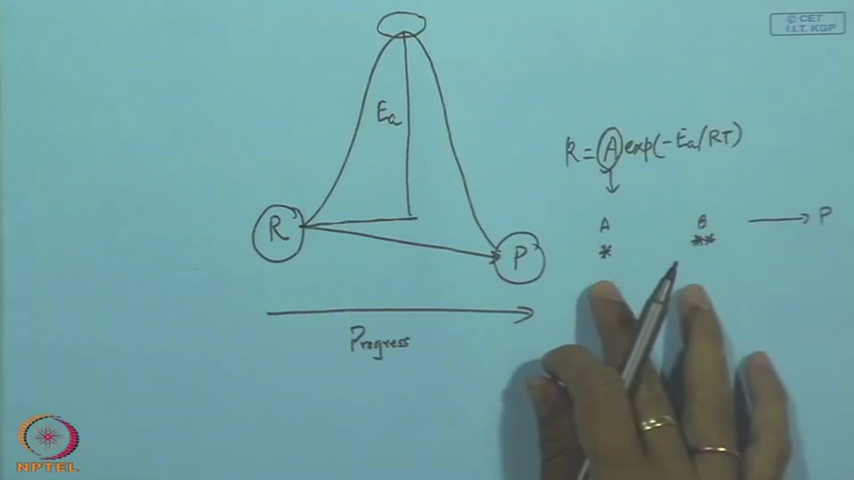 © CET
I.I.T. KGP
Ea
k = A exp(-Ea/RT)
R
A B → P
* **
P
Progress
NPTEL